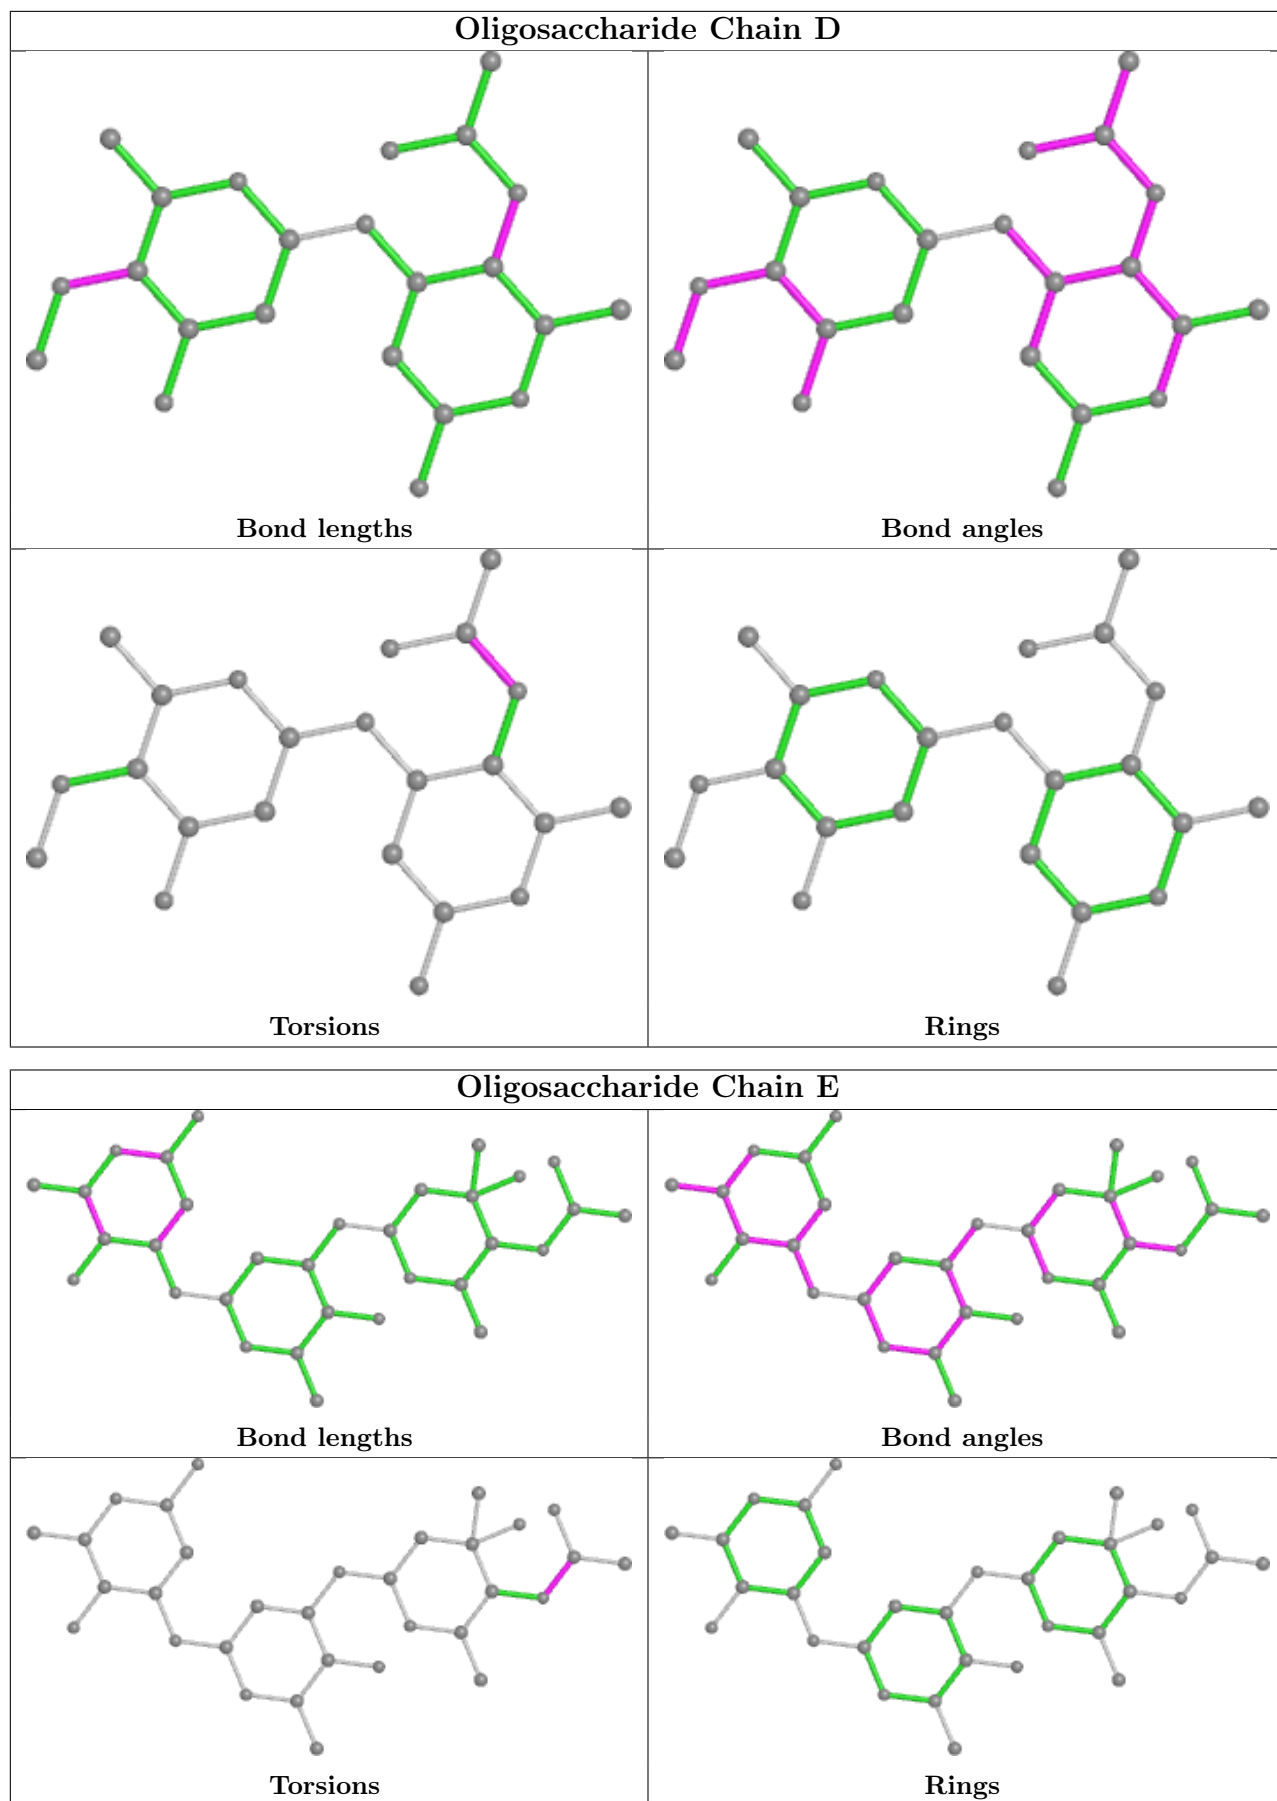 Oligosaccharide Chain D
Bond lengths
Bond angles
Torsions
Rings
Oligosaccharide Chain E
Bond lengths
Bond angles
Torsions
Rings